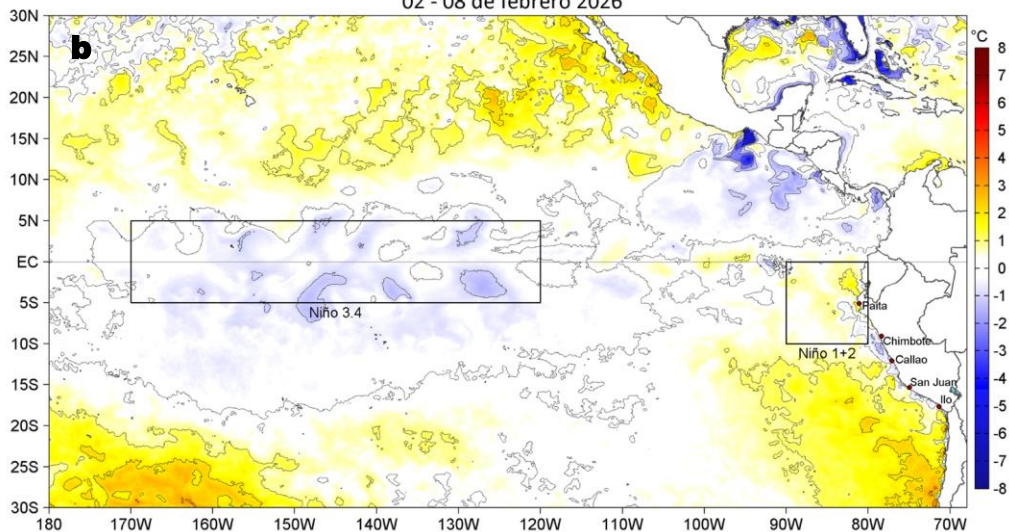 02 - 08 de febrero 2026
b
°C
30N
25N
20N
15N
10N
5N
EC
5S
10S
15S
20S
25S
30S
Niño 3.4
Niño 1+2
Paita
Chimbote
Callao
San Juan
Ilo
180 170W 160W 150W 140W 130W 120W 110W 100W 90W 80W 70W
8
7
6
5
4
3
2
1
0
-1
-2
-3
-4
-5
-6
-7
-8